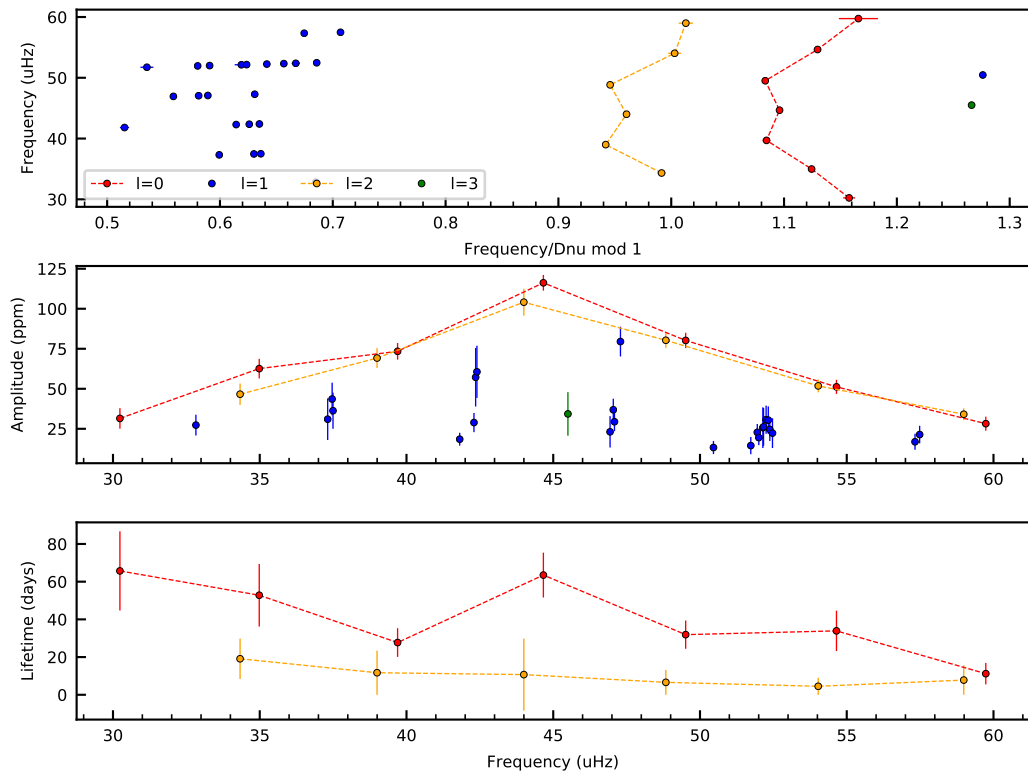 60
50
40
30
Frequency (uHz)
l=0 l=1 l=2 l=3
0.5 0.6 0.7 0.8 0.9 1.0 1.1 1.2 1.3
Frequency/Dnu mod 1
125
100
75
50
25
Amplitude (ppm)
30 35 40 45 50 55 60
80
60
40
20
0
Lifetime (days)
30 35 40 45 50 55 60
Frequency (uHz)